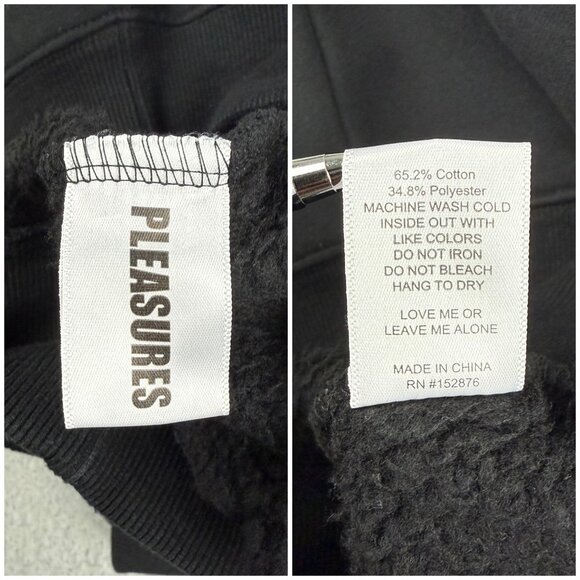 PLEASURES
65.2% Cotton
34.8% Polyester
MACHINE WASH COLD
INSIDE OUT WITH
LIKE COLORS
DO NOT IRON
DO NOT BLEACH
HANG TO DRY
LOVE ME OR
LEAVE ME ALONE
MADE IN CHINA
RN #152876